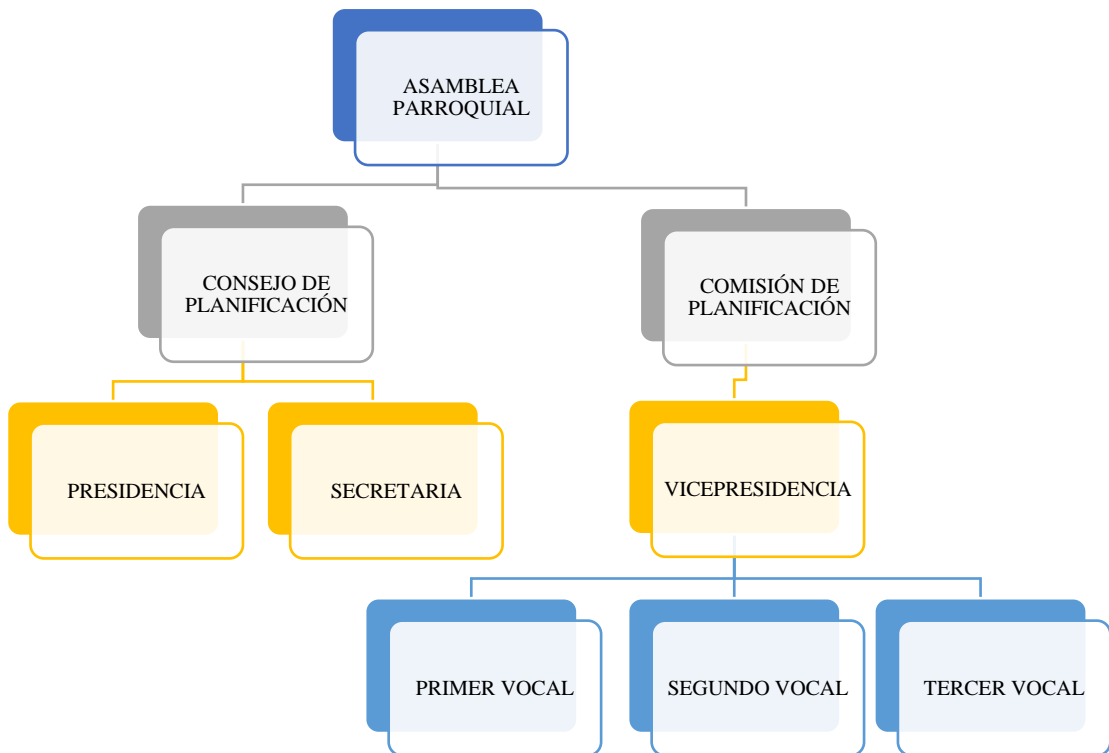 ASAMBLEA
PARROQUIAL
CONSEJO DE
PLANIFICACIÓN
COMISIÓN DE
PLANIFICACIÓN
PRESIDENCIA
SECRETARIA
VICEPRESIDENCIA
PRIMER VOCAL
SEGUNDO VOCAL
TERCER VOCAL